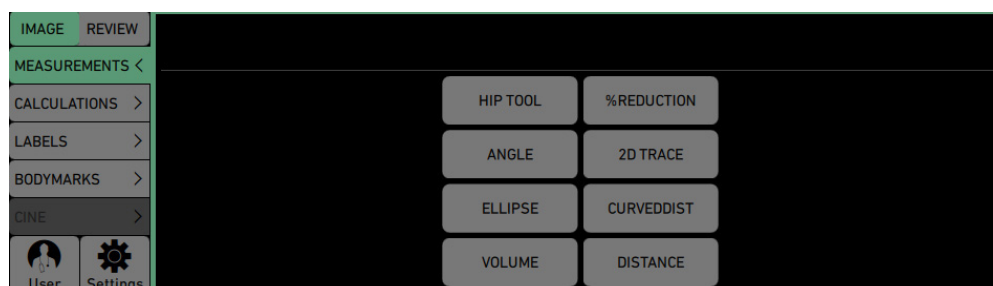 IMAGE REVIEW
MEASUREMENTS <
CALCULATIONS >
LABELS >
BODYMARKS >
CINE >
User Settings
HIP TOOL %REDUCTION
ANGLE 2D TRACE
ELLIPSE CURVEDDIST
VOLUME DISTANCE